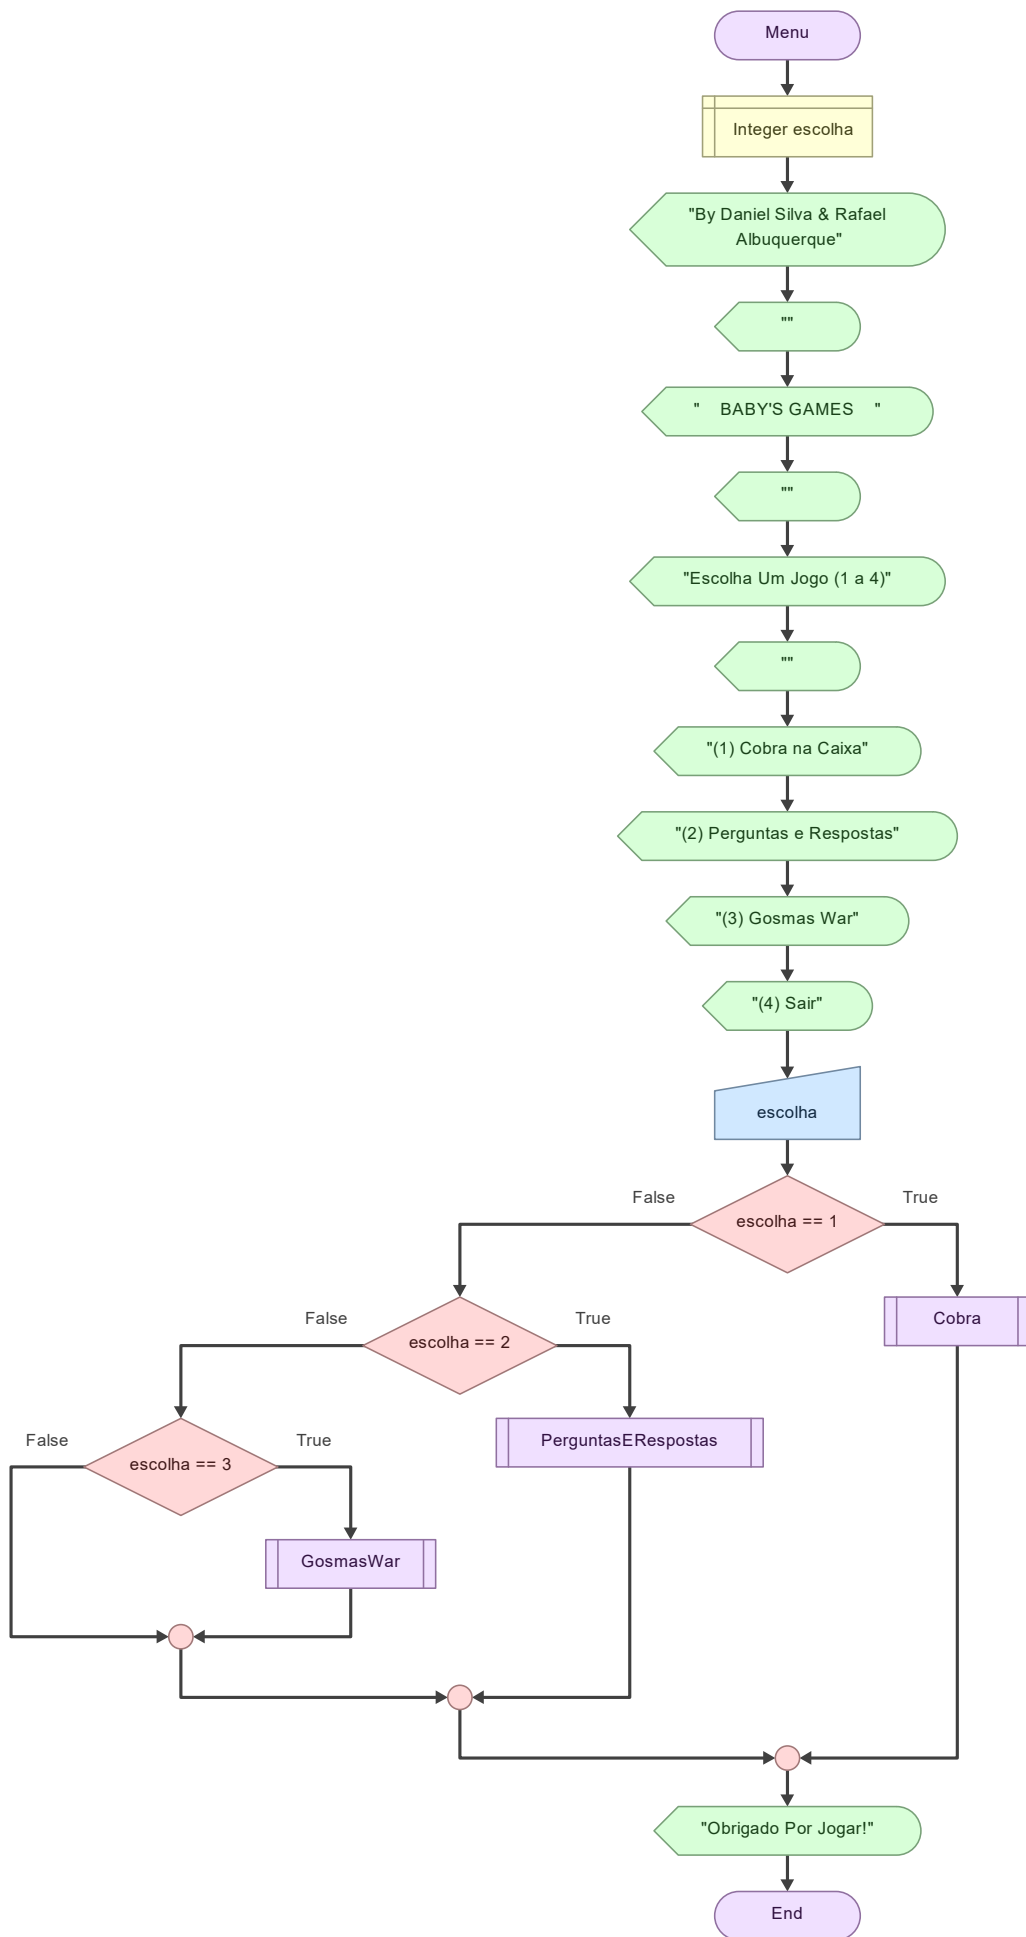 Menu
Integer escolha
"By Daniel Silva & Rafael
Albuquerque"
""
"    BABY'S GAMES    "
""
"Escolha Um Jogo (1 a 4)"
""
"(1) Cobra na Caixa"
"(2) Perguntas e Respostas"
"(3) Gosmas War"
"(4) Sair"
escolha
False
True
escolha == 1
False
True
Cobra
escolha == 2
False
True
PerguntasERespostas
escolha == 3
GosmasWar
"Obrigado Por Jogar!"
End